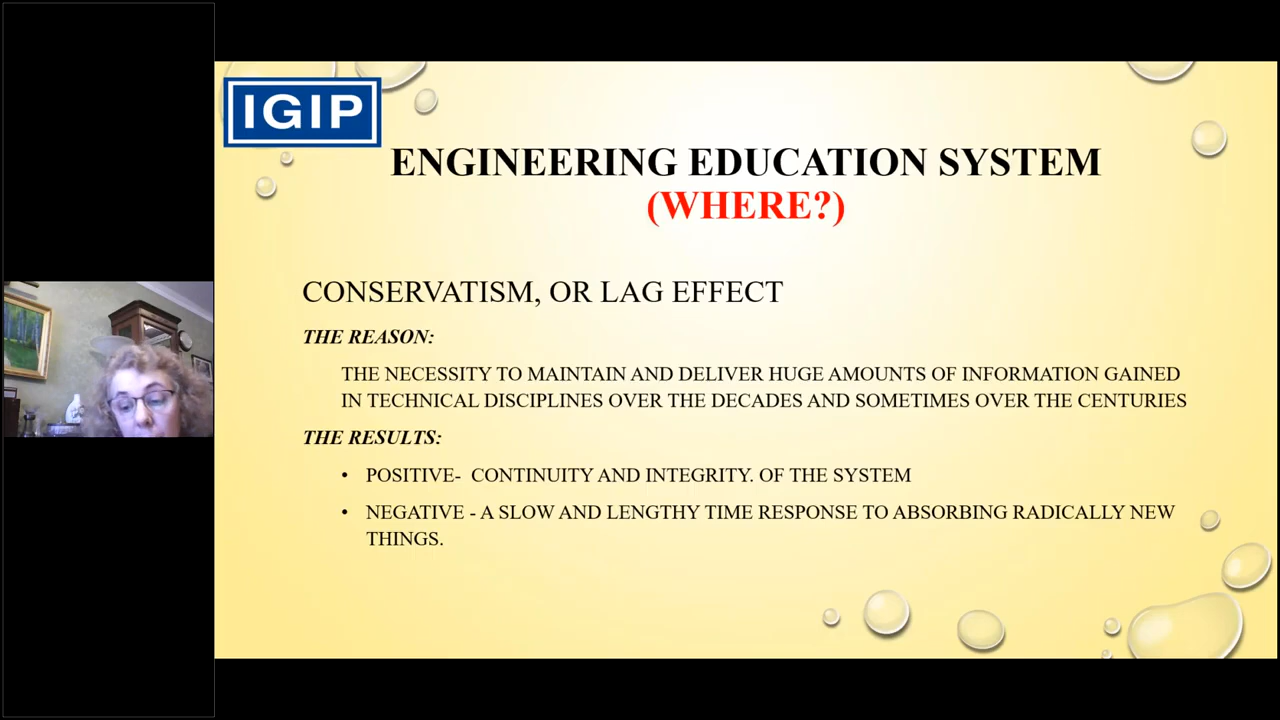 IGIP
ENGINEERING EDUCATION SYSTEM
(WHERE?)
CONSERVATISM, OR LAG EFFECT
THE REASON:
THE NECESSITY TO MAINTAIN AND DELIVER HUGE AMOUNTS OF INFORMATION GAINED
IN TECHNICAL DISCIPLINES OVER THE DECADES AND SOMETIMES OVER THE CENTURIES
THE RESULTS:
• POSITIVE- CONTINUITY AND INTEGRITY. OF THE SYSTEM
• NEGATIVE - A SLOW AND LENGTHY TIME RESPONSE TO ABSORBING RADICALLY NEW
THINGS.